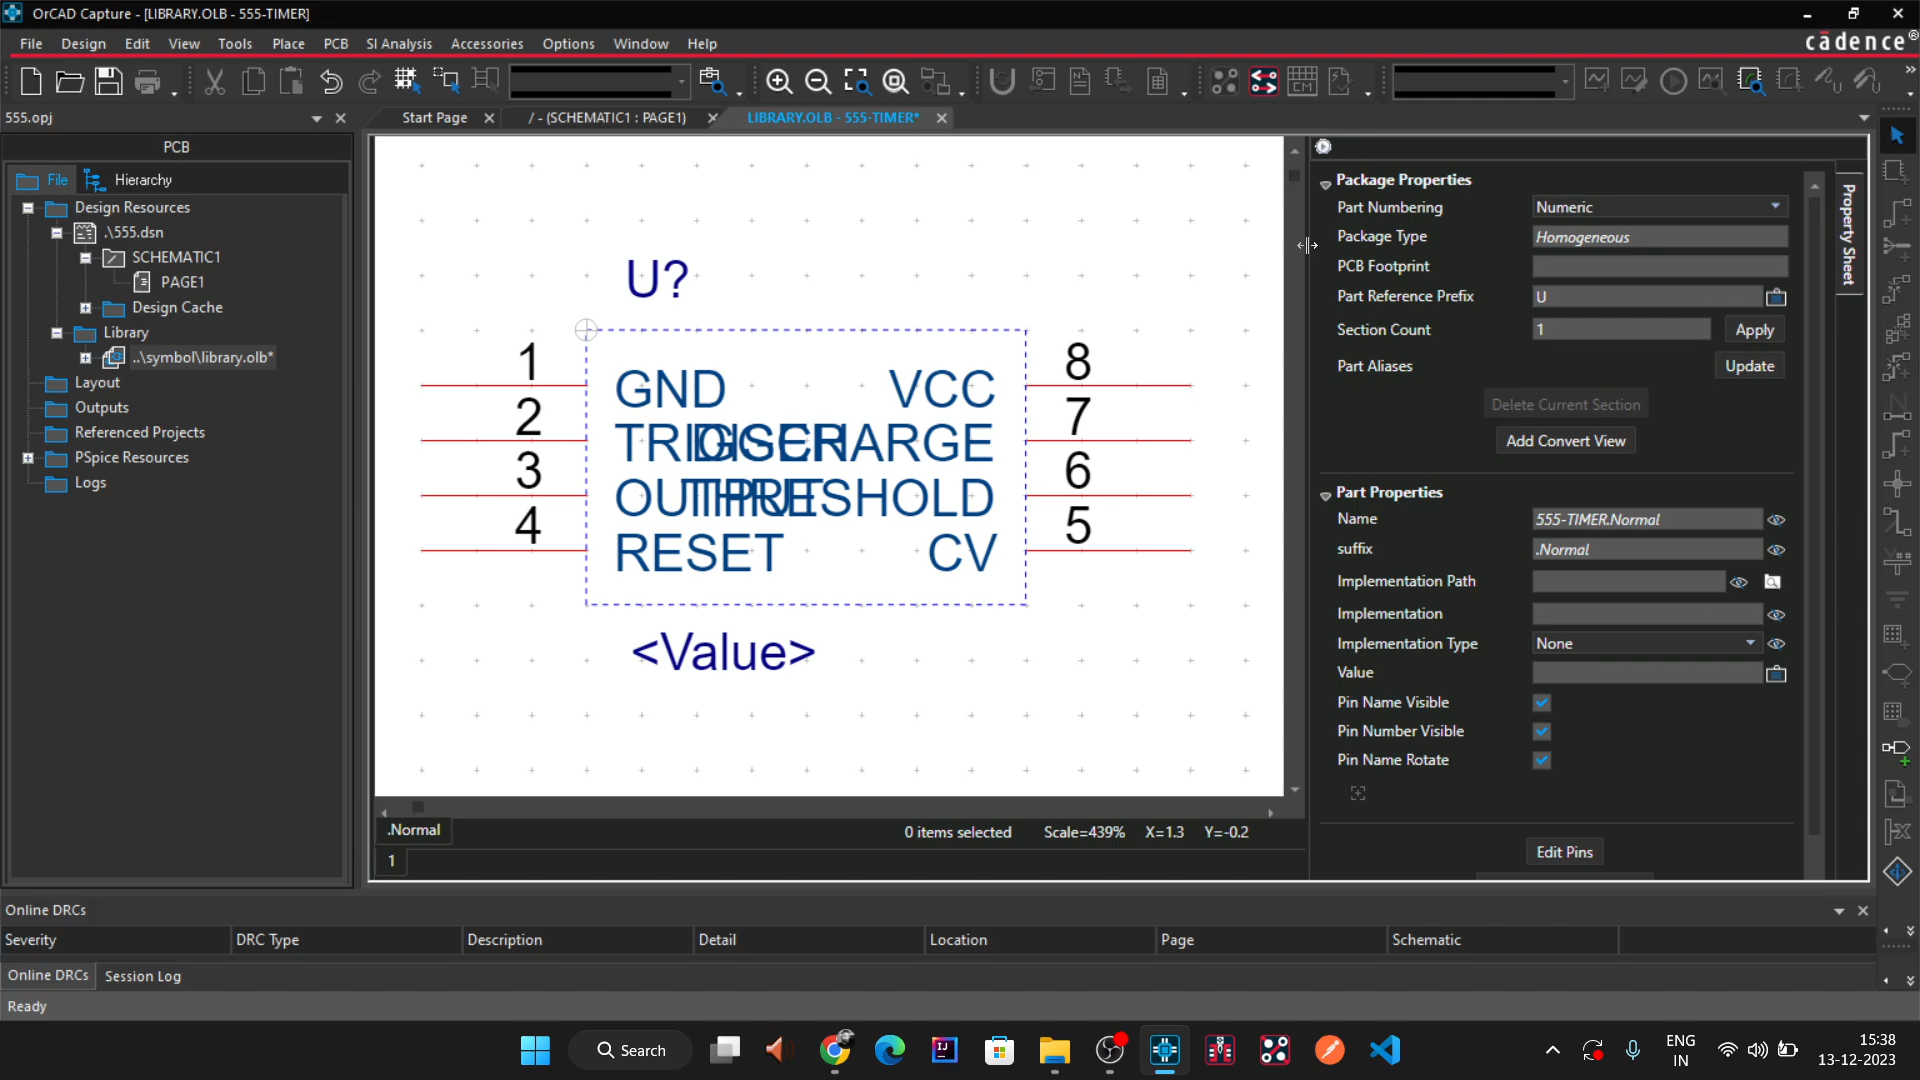 OrCAD Capture - [LIBRARY.OLB - 555-TIMER]
File Design Edit View Tools Place PCB SI Analysis Accessories Options Window Help
cādence®
555.opj
Start Page
/ - (SCHEMATIC1 : PAGE1)
LIBRARY.OLB - 555-TIMER*
PCB
File
Hierarchy
Design Resources
.\555.dsn
SCHEMATIC1
PAGE1
Design Cache
Library
..\symbol\library.olb*
Layout
Outputs
Referenced Projects
PSpice Resources
Logs
U?
1 GND VCC 8
2 TRIGGER DISCHARGE 7
3 OUTPUT THRESHOLD 6
4 RESET CV 5
<Value>
.Normal
0 items selected Scale=439% X=1.3 Y=-0.2
1
Package Properties
Part Numbering Numeric
Package Type Homogeneous
PCB Footprint
Part Reference Prefix U
Section Count 1 Apply
Part Aliases Update
Delete Current Section
Add Convert View
Part Properties
Name 555-TIMER.Normal
suffix .Normal
Implementation Path
Implementation
Implementation Type None
Value
Pin Name Visible
Pin Number Visible
Pin Name Rotate
Edit Pins
Property Sheet
Online DRCs
Severity DRC Type Description Detail Location Page Schematic
Online DRCs Session Log
Ready
Search
ENG
IN
15:38
13-12-2023